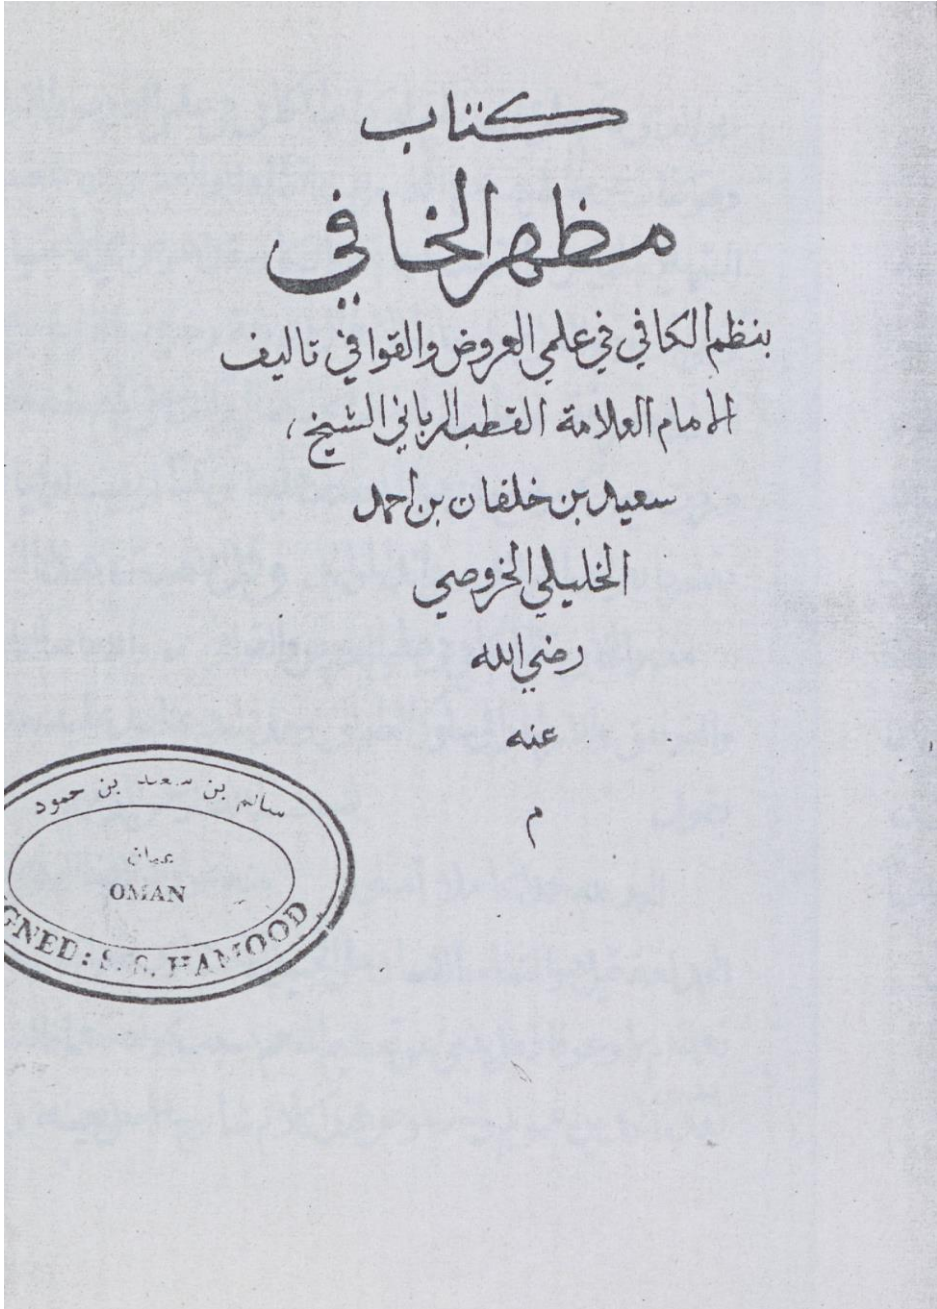 كتاب
مظهر الخافي
بنظم الكافي في علمي العروض والقوافي تاليف
الامام العلامة القطب الرباني الشيخ،
سعيد بن خلفان بن احمد
الخليلي الخروصي
رضي الله
عنه
م
سالم بن سعيد بن حمود
عمان
OMAN
GNED: S. S. HAMOOD